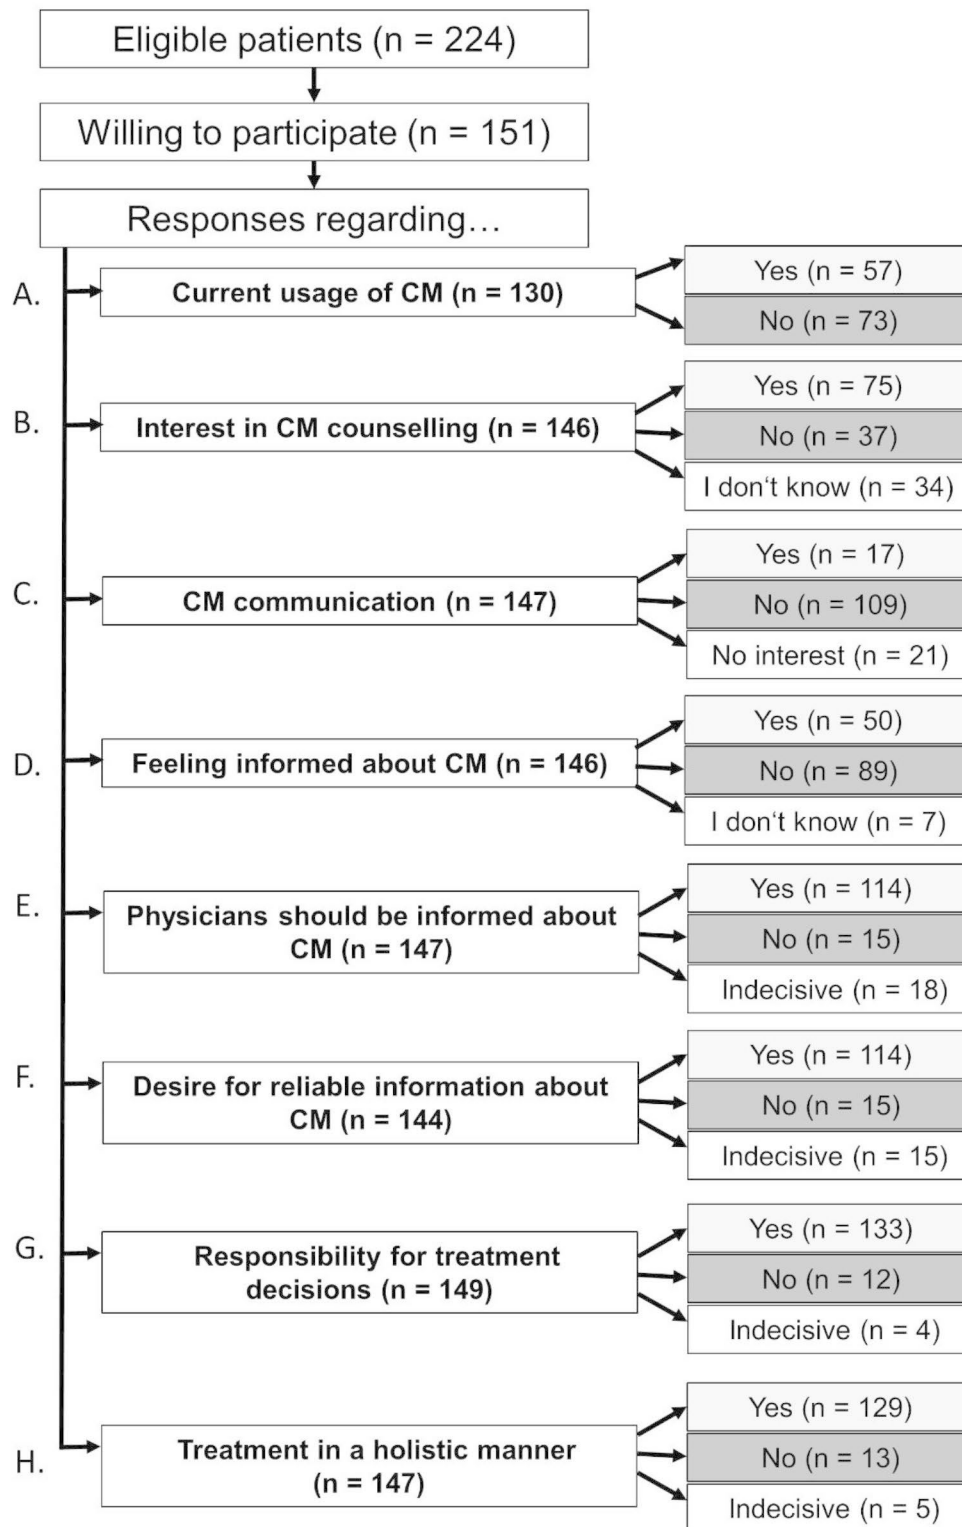 Eligible patients (n = 224)
Willing to participate (n = 151)
Responses regarding…
A.
Current usage of CM (n = 130)
Yes (n = 57)
No (n = 73)
B.
Interest in CM counselling (n = 146)
Yes (n = 75)
No (n = 37)
I don‘t know (n = 34)
C.
CM communication (n = 147)
Yes (n = 17)
No (n = 109)
No interest (n = 21)
D.
Feeling informed about CM (n = 146)
Yes (n = 50)
No (n = 89)
I don‘t know (n = 7)
E.
Physicians should be informed about
CM (n = 147)
Yes (n = 114)
No (n = 15)
Indecisive (n = 18)
F.
Desire for reliable information about
CM (n = 144)
Yes (n = 114)
No (n = 15)
Indecisive (n = 15)
G.
Responsibility for treatment
decisions (n = 149)
Yes (n = 133)
No (n = 12)
Indecisive (n = 4)
H.
Treatment in a holistic manner
(n = 147)
Yes (n = 129)
No (n = 13)
Indecisive (n = 5)